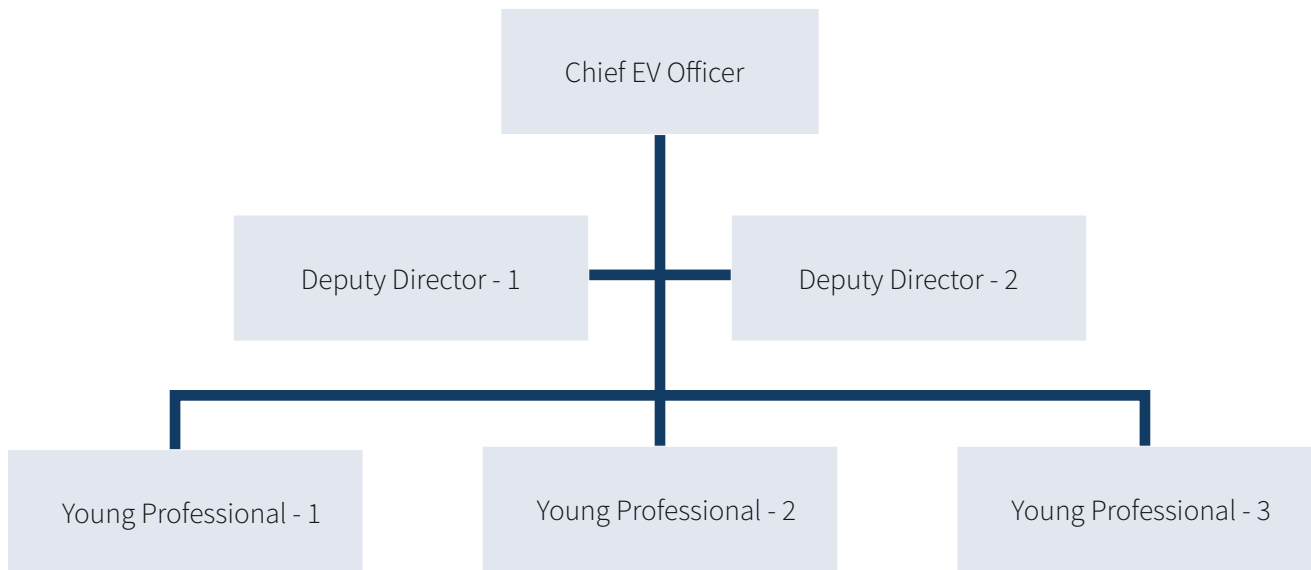 Chief EV Officer
Deputy Director - 1
Deputy Director - 2
Young Professional - 1
Young Professional - 2
Young Professional - 3